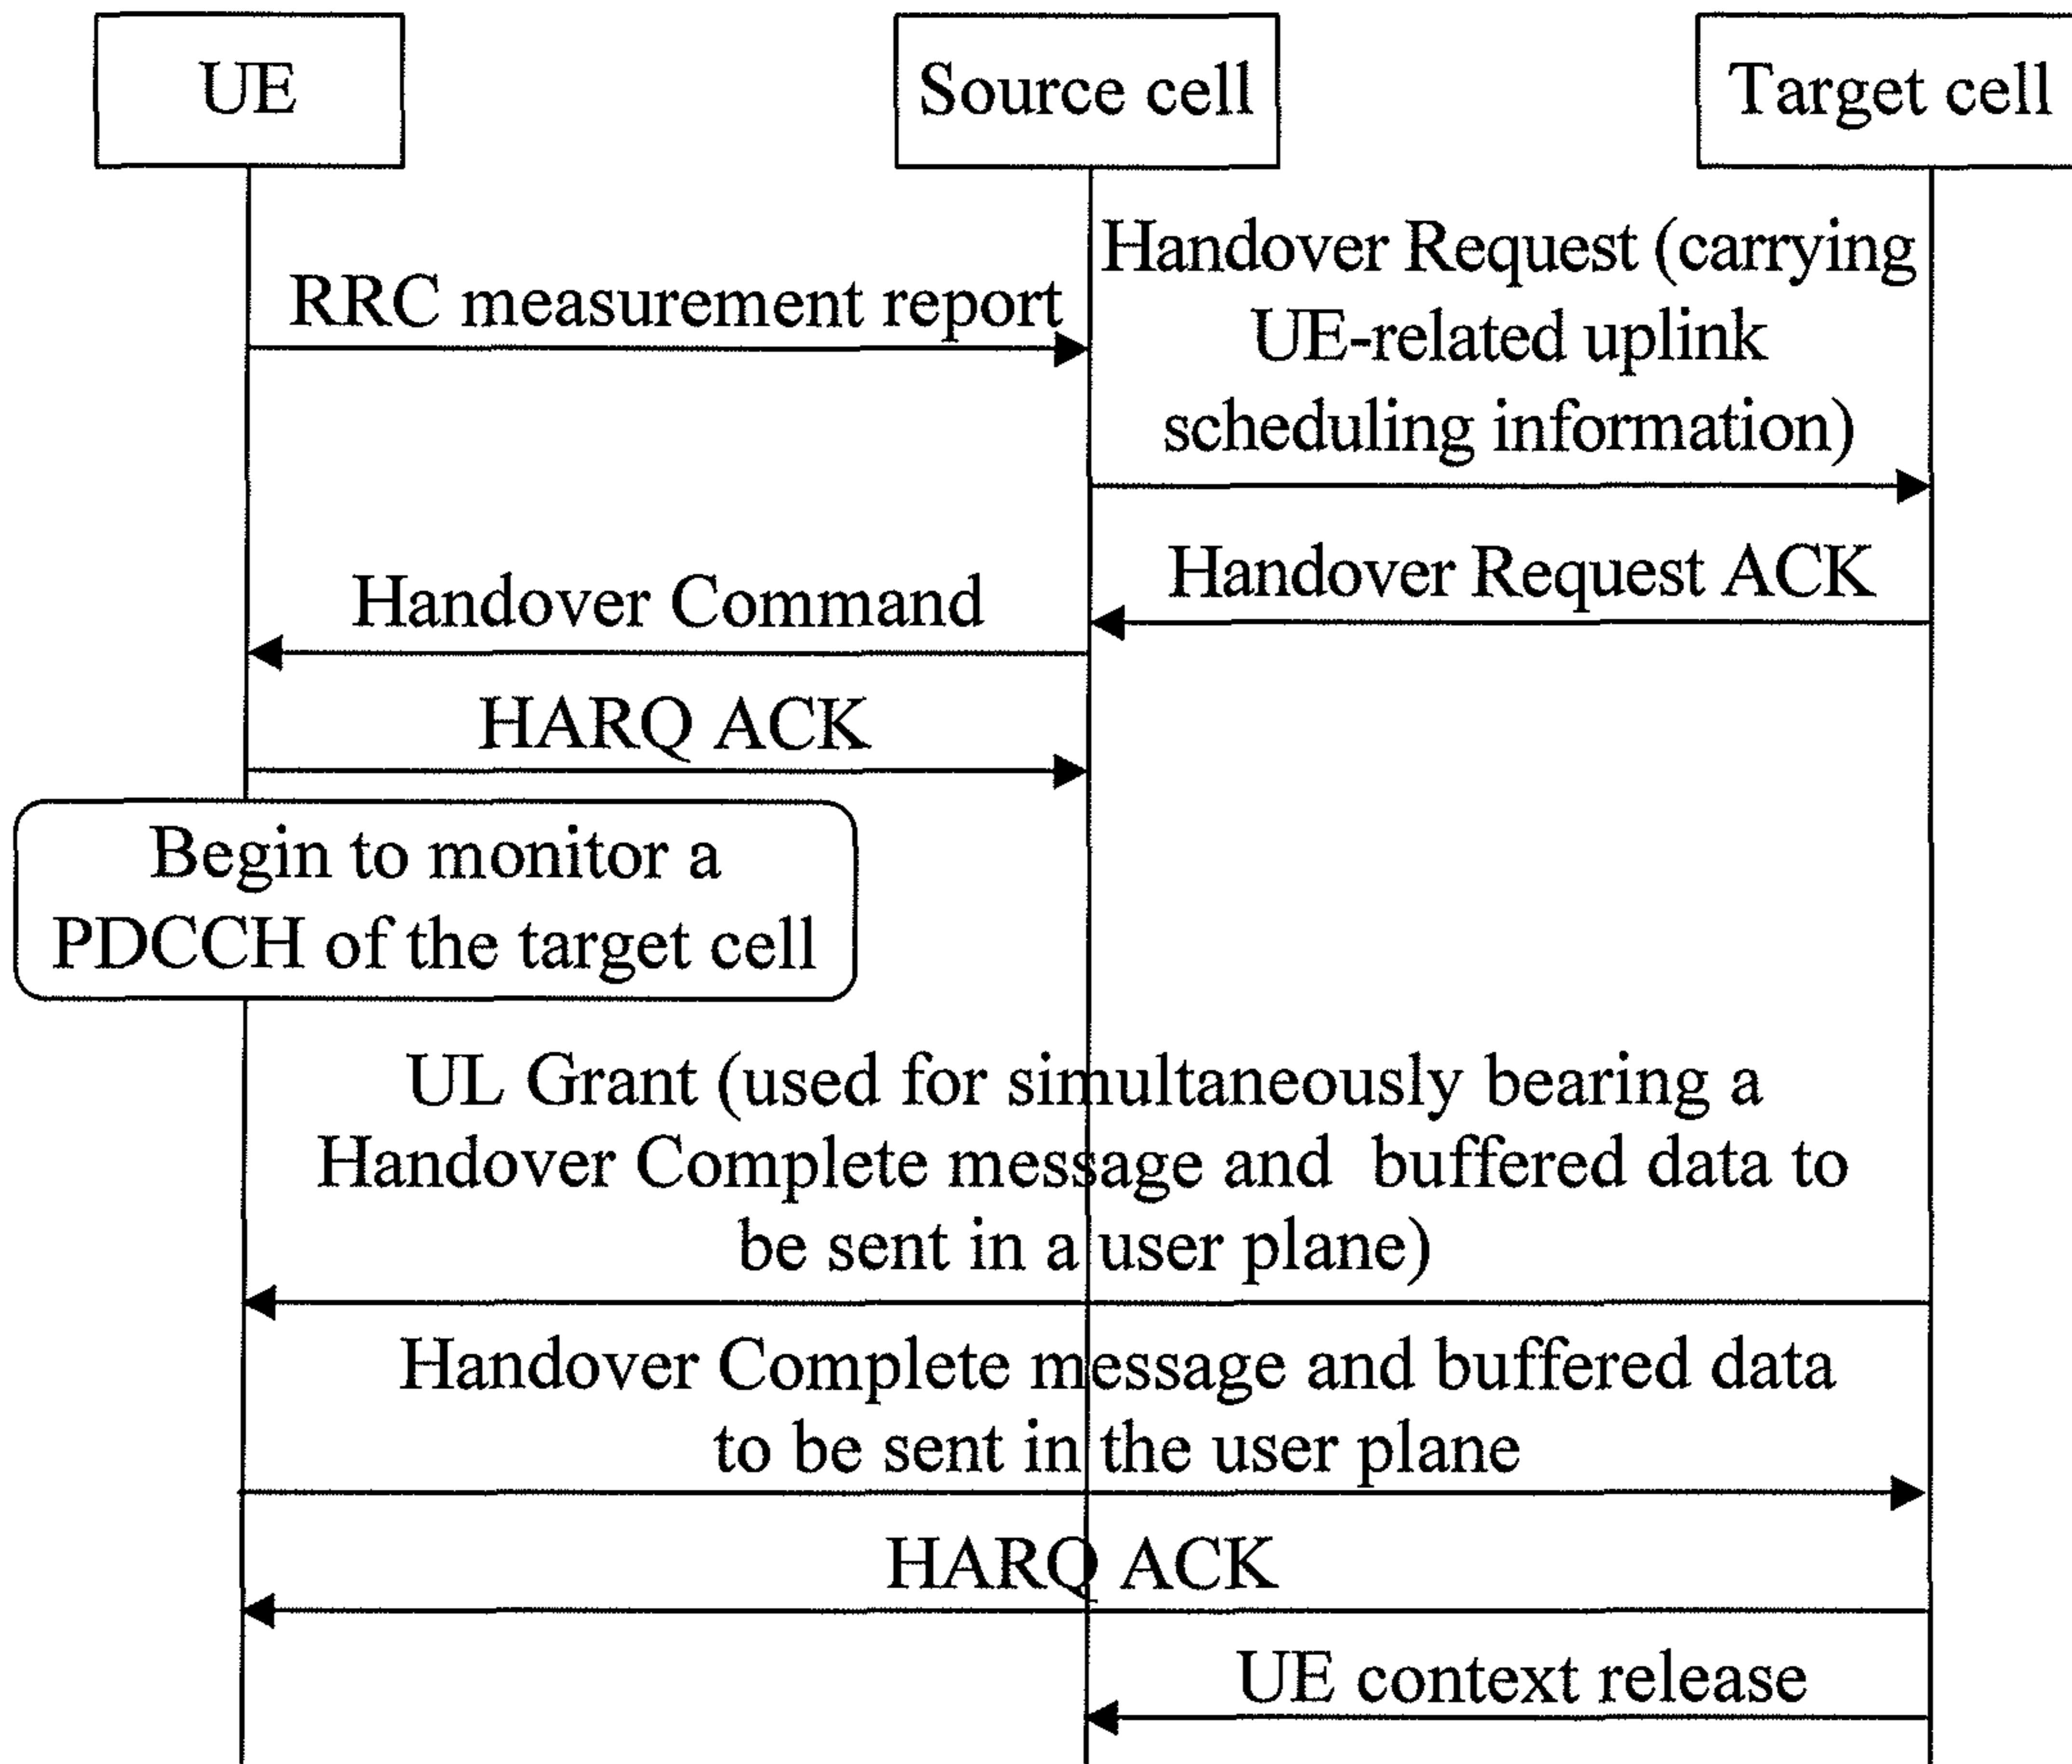 UE
Source cell
Target cell
Handover Request (carrying
UE-related uplink
scheduling information)
RRC measurement report
Handover Request ACK
Handover Command
HARQ ACK
Begin to monitor a
PDCCH of the target cell
UL Grant (used for simultaneously bearing a
Handover Complete message and buffered data to
be sent in a user plane)
Handover Complete message and buffered data
to be sent in the user plane
HARQ ACK
UE context release